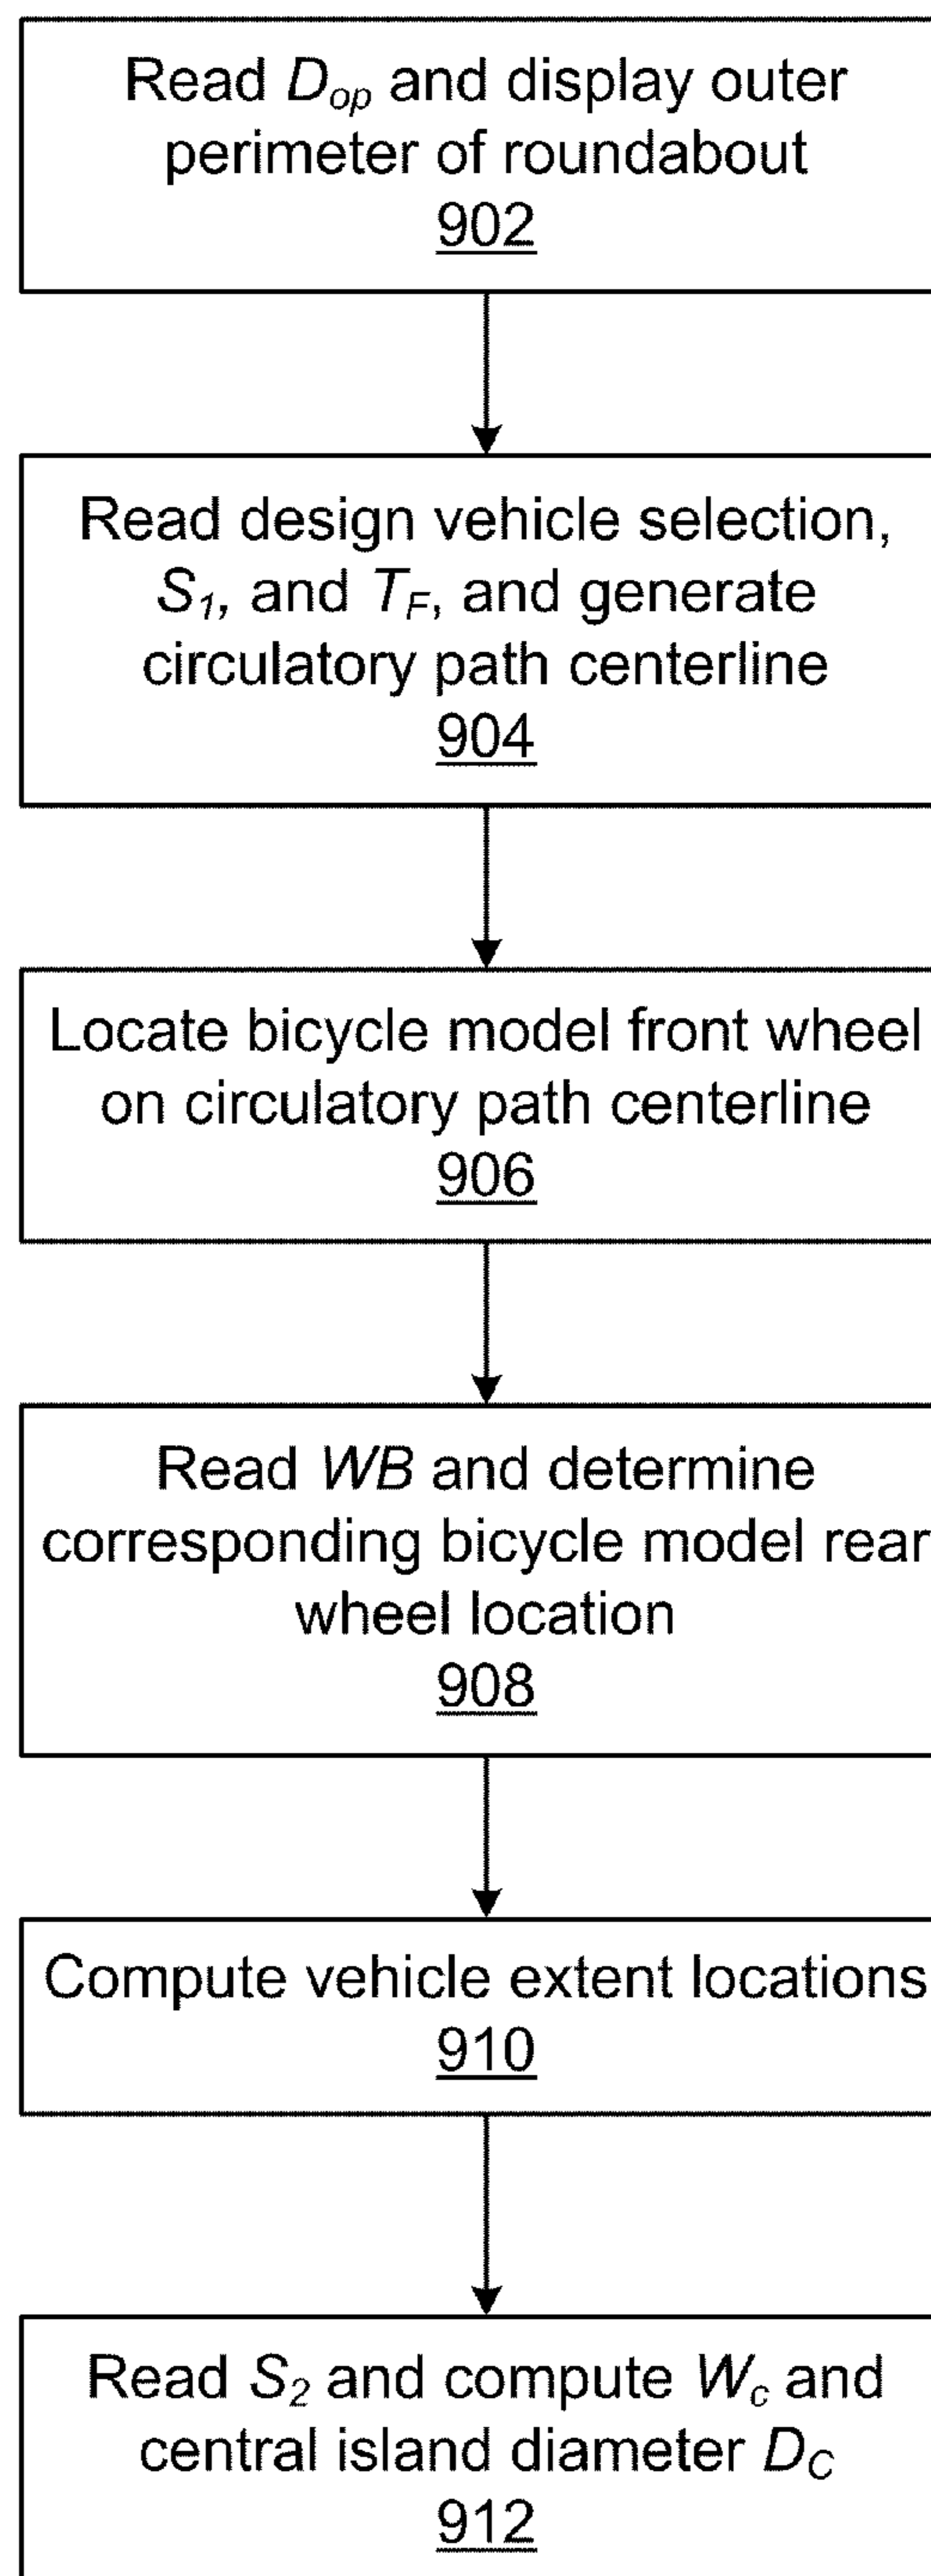 Read Dop and display outer
perimeter of roundabout
902
Read design vehicle selection,
S1, and TF, and generate
circulatory path centerline
904
Locate bicycle model front wheel
on circulatory path centerline
906
Read WB and determine
corresponding bicycle model rear
wheel location
908
Compute vehicle extent locations
910
Read S2 and compute Wc and
central island diameter DC
912